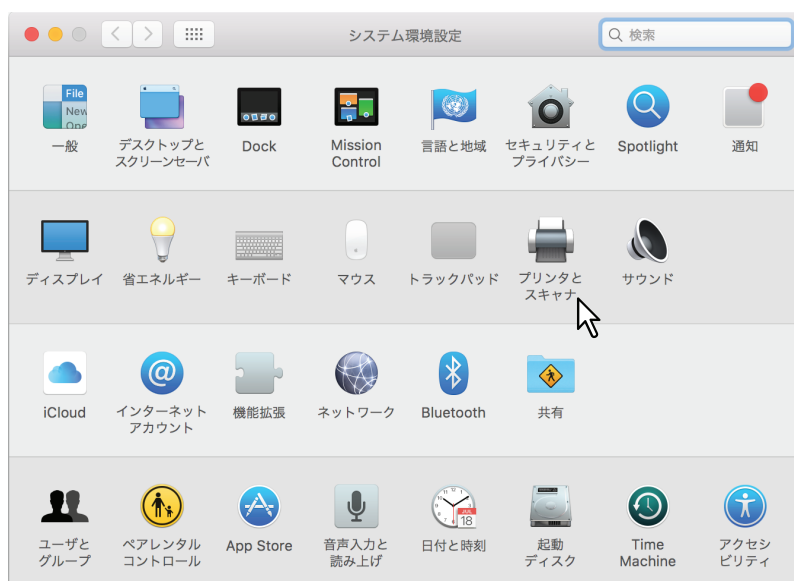 システム環境設定
検索
File
New
Ope
一般
デスクトップと
スクリーンセーバ
Dock
Mission
Control
言語と地域
セキュリティと
プライバシー
Spotlight
通知
ディスプレイ
省エネルギー
キーボード
マウス
トラックパッド
プリンタと
スキャナ
サウンド
iCloud
インターネット
アカウント
機能拡張
ネットワーク
Bluetooth
共有
ユーザと
グループ
ペアレンタル
コントロール
App Store
音声入力と
読み上げ
JUL
18
日付と時刻
起動
ディスク
Time
Machine
アクセシ
ビリティ